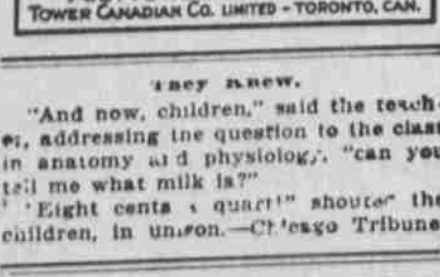 TOWER CANADIAN CO. LIMITED - TORONTO, CAN.
They Knew.
"And now, children," said the teach-
er, addressing the question to the class
in anatomy and physiology, "can you
tell me what milk is?"
"Eight cents a quart!" shouted the
children, in unison.—Chicago Tribune.